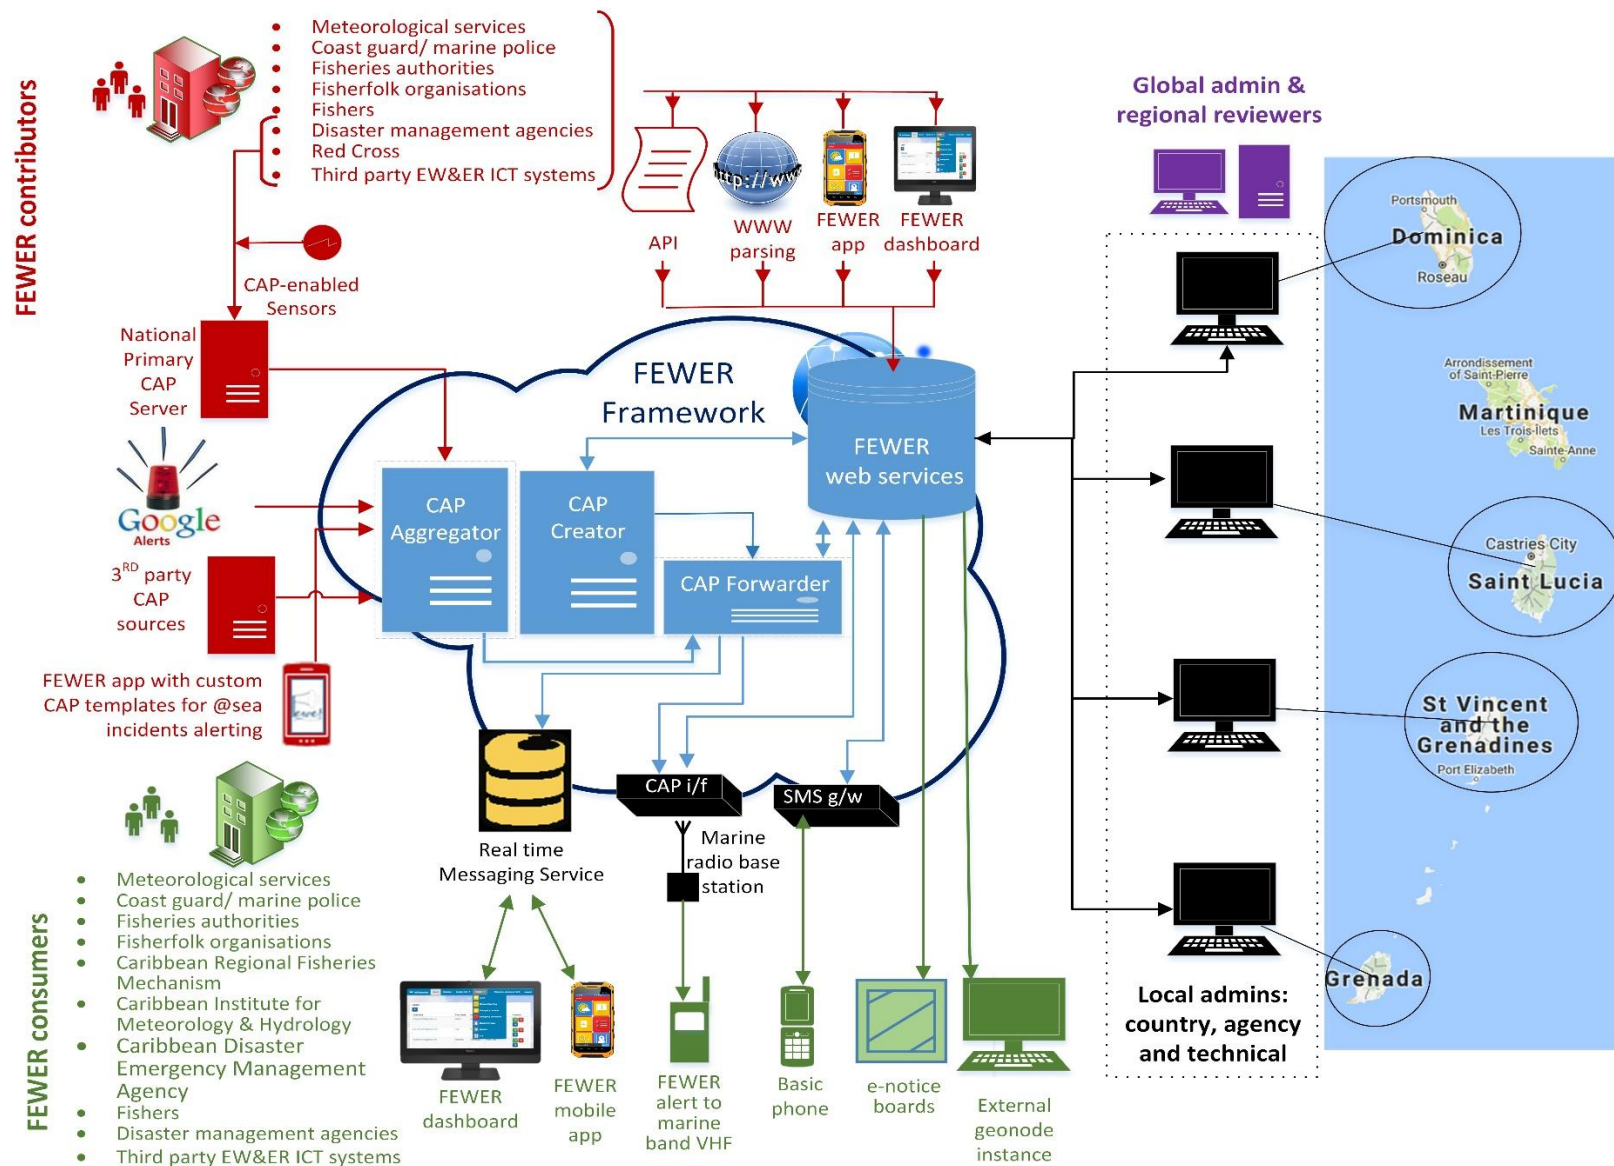 FEWER contributors
• Meteorological services
• Coast guard/ marine police
• Fisheries authorities
• Fisherfolk organisations
• Fishers
• Disaster management agencies
• Red Cross
• Third party EW&ER ICT systems
http://www
API
WWW
parsing
FEWER
app
FEWER
dashboard
CAP-enabled
Sensors
National
Primary
CAP
Server
Google
Alerts
3RD party
CAP
sources
FEWER app with custom
CAP templates for @sea
incidents alerting
FEWER
Framework
FEWER
web services
CAP
Aggregator
CAP
Creator
CAP Forwarder
CAP i/f
SMS g/w
Real time
Messaging Service
Marine
radio base
station
Global admin &
regional reviewers
Portsmouth
Dominica
Roseau
Arrondissement
of Saint-Pierre
Martinique
Les Trois-Îlets
Sainte-Anne
Castries City
Saint Lucia
St Vincent
and the
Grenadines
Port Elizabeth
Grenada
Local admins:
country, agency
and technical
FEWER consumers
• Meteorological services
• Coast guard/ marine police
• Fisheries authorities
• Fisherfolk organisations
• Caribbean Regional Fisheries
Mechanism
• Caribbean Institute for
Meteorology & Hydrology
• Caribbean Disaster
Emergency Management
Agency
• Fishers
• Disaster management agencies
• Third party EW&ER ICT systems
FEWER
dashboard
FEWER
mobile
app
FEWER
alert to
marine
band VHF
Basic
phone
e-notice
boards
External
geonode
instance